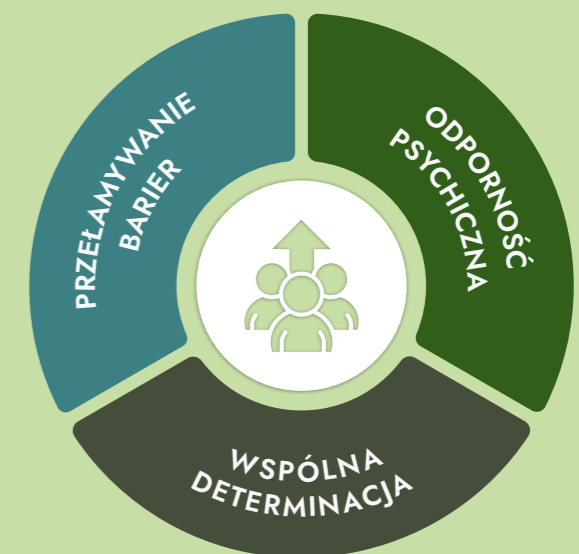 PRZEŁAMYWANIE
BARIER
ODPORNOŚĆ
PSYCHICZNA
WSPÓLNA
DETERMINACJA